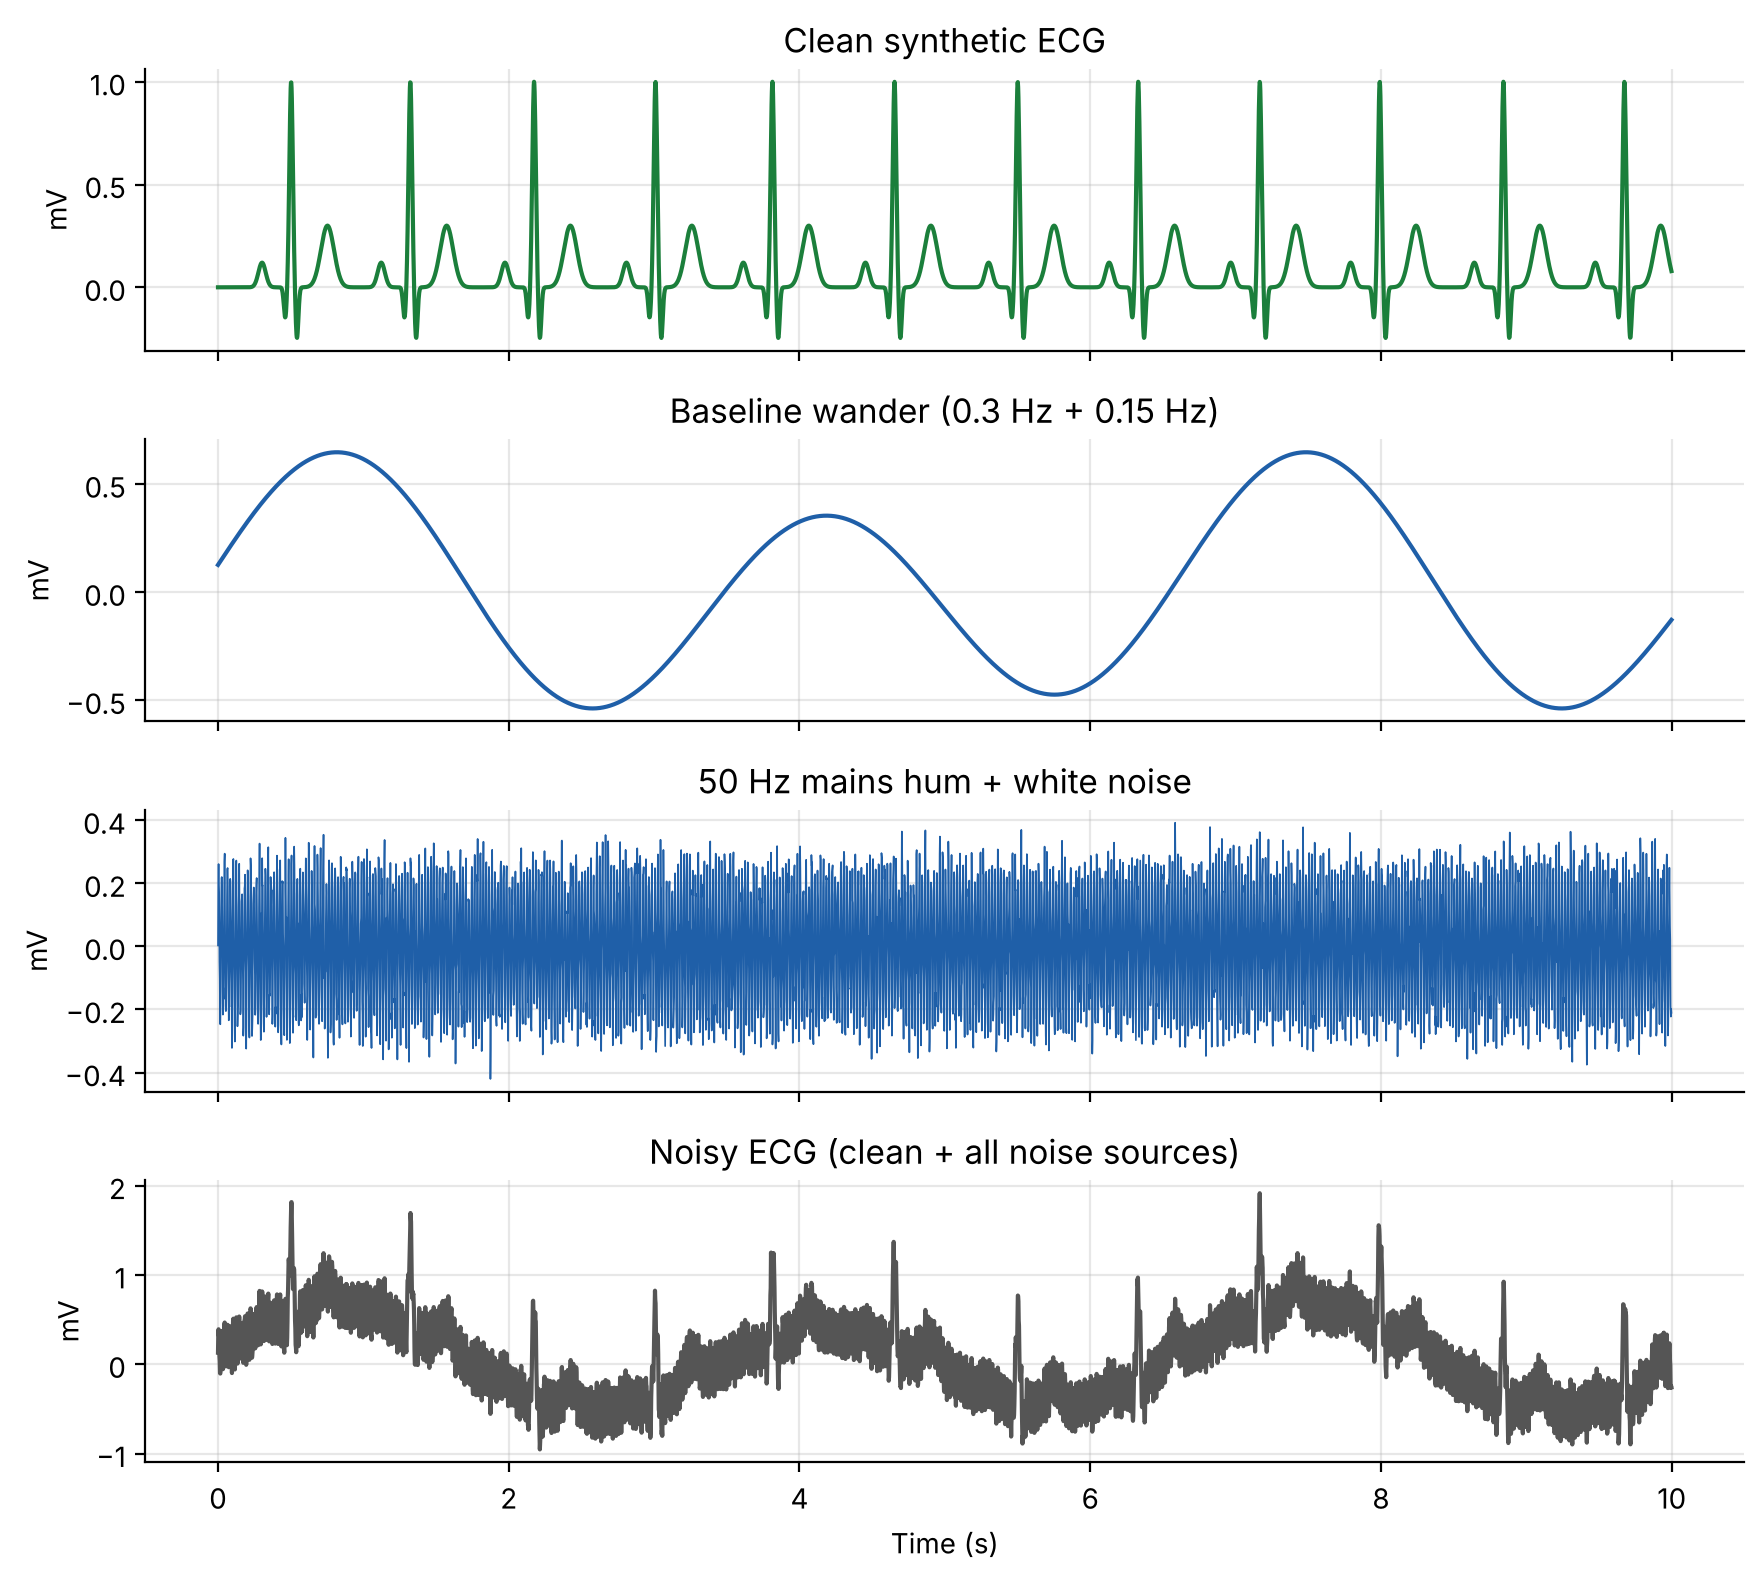 Clean synthetic ECG
1.0
0.5
0.0
mV
Baseline wander (0.3 Hz + 0.15 Hz)
0.5
0.0
−0.5
mV
50 Hz mains hum + white noise
0.4
0.2
0.0
−0.2
−0.4
mV
Noisy ECG (clean + all noise sources)
2
1
0
−1
mV
0 2 4 6 8 10
Time (s)